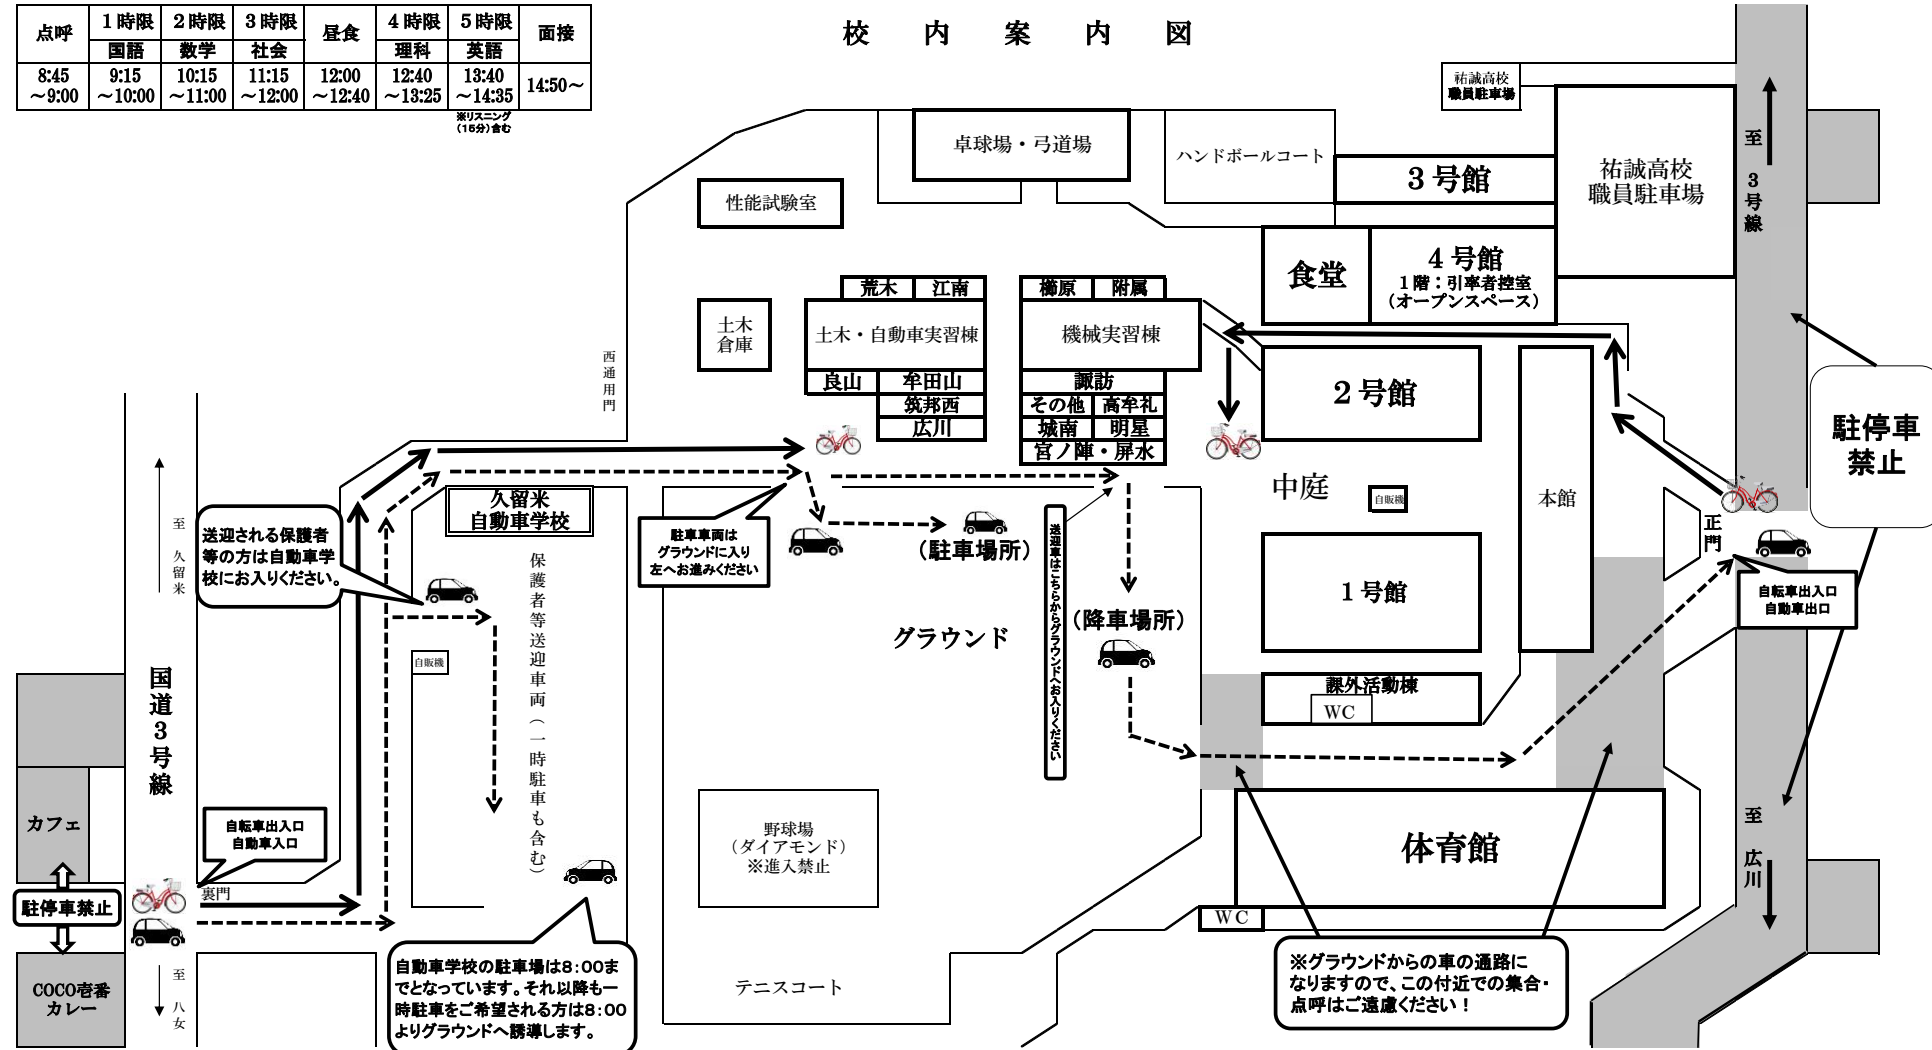 校内案内図
点呼 1時限 2時限 3時限 昼食 4時限 5時限 面接
国語 数学 社会 理科 英語
8:45 9:15 10:15 11:15 12:00 12:40 13:40 14:50～
～9:00 ～10:00 ～11:00 ～12:00 ～12:40 ～13:25 ～14:35
※リスニング
(15分)含む
祐誠高校
職員駐車場
卓球場・弓道場
ハンドボールコート
3号館
祐誠高校
職員駐車場
至 3号線
性能試験室
食堂
4号館
1階：引率者控室
（オープンスペース）
荒木 江南
櫛原 附属
土木
倉庫
土木・自動車実習棟
機械実習棟
西通用門
良山 牟田山
諏訪
筑邦西
その他 高牟礼
広川
城南 明星
宮ノ陣・屏水
2号館
駐停車
禁止
中庭
自販機
本館
正門
久留米
自動車学校
至 久留米
送迎される保護者
等の方は自動車学
校にお入りください。
駐車車両は
グラウンドに入り
左へお進みください
（駐車場所）
送迎車はこちらからグラウンドへお入りください
1号館
自転車出入口
自動車出口
保護者等送迎車両（一時駐車も含む）
グラウンド
（降車場所）
自販機
国道3号線
課外活動棟
WC
カフェ
自転車出入口
自動車入口
野球場
（ダイアモンド）
※進入禁止
体育館
至 広川
駐停車禁止
裏門
WC
COCO壱番
カレー
至 八女
自動車学校の駐車場は8:00ま
でとなっています。それ以降も一
時駐車をご希望される方は8:00
よりグラウンドへ誘導します。
テニスコート
※グラウンドからの車の通路に
なりますので、この付近での集合・
点呼はご遠慮ください！